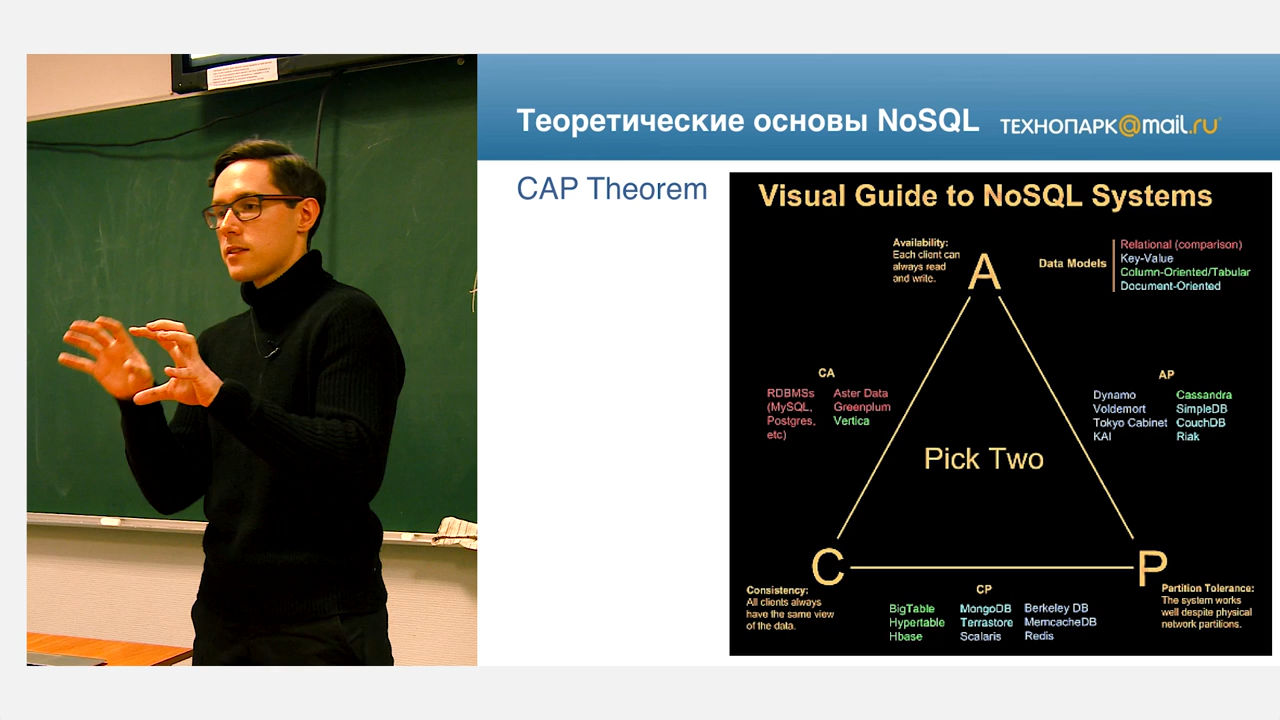 Теоретические основы NoSQL
ТЕХНОПАРК@mail.ru
CAP Theorem
Visual Guide to NoSQL Systems
Availability:
Each client can
always read
and write.
A
Data Models
Relational (comparison)
Key-Value
Column-Oriented/Tabular
Document-Oriented
CA
RDBMSs
(MySQL,
Postgres,
etc)
Aster Data
Greenplum
Vertica
AP
Dynamo
Voldemort
Tokyo Cabinet
KAI
Cassandra
SimpleDB
CouchDB
Riak
Pick Two
C
P
Consistency:
All clients always
have the same view
of the data.
CP
BigTable
Hypertable
Hbase
MongoDB
Terrastore
Scalaris
Berkeley DB
MemcacheDB
Redis
Partition Tolerance:
The system works
well despite physical
network partitions.